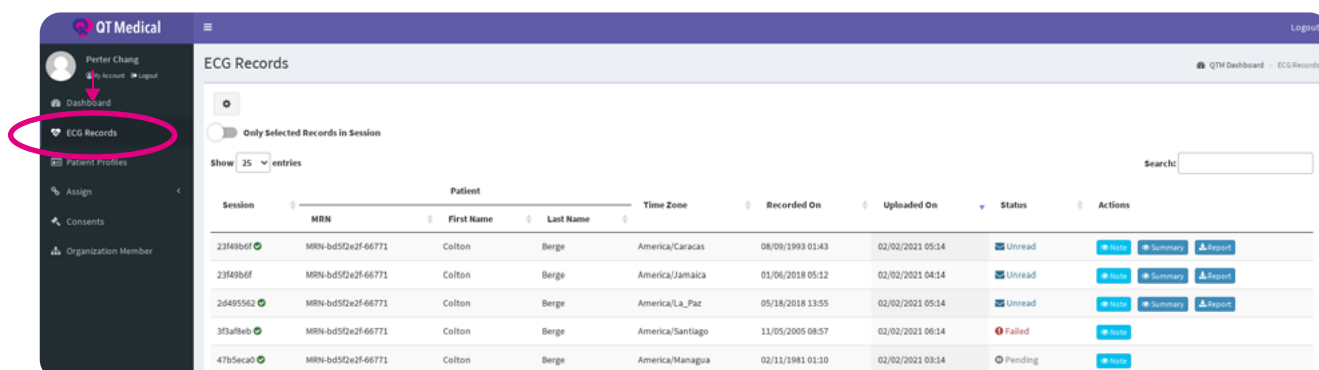 QT Medical
Logout
Perter Chang
My Account Logout
ECG Records
QTM Dashboard > ECG Records
Dashboard
ECG Records
Only Selected Records in Session
Patient Profiles
Show 25 entries
Search:
Assign
Patient
Session
Time Zone
Recorded On
Uploaded On
Status
Actions
MRN
First Name
Last Name
Consents
23f49b6f MRN-bd5f2e2f-66771 Colton Berge America/Caracas 08/09/1993 01:43 02/02/2021 05:14 Unread Note Summary Report
Organization Member
23f49b6f MRN-bd5f2e2f-66771 Colton Berge America/Jamaica 01/06/2018 05:12 02/02/2021 04:14 Unread Note Summary Report
2d495562 MRN-bd5f2e2f-66771 Colton Berge America/La_Paz 05/18/2018 13:55 02/02/2021 05:14 Unread Note Summary Report
3f3af8eb MRN-bd5f2e2f-66771 Colton Berge America/Santiago 11/05/2005 08:57 02/02/2021 06:14 Failed Note
47b5eca0 MRN-bd5f2e2f-66771 Colton Berge America/Managua 02/11/1981 01:10 02/02/2021 03:14 Pending Note